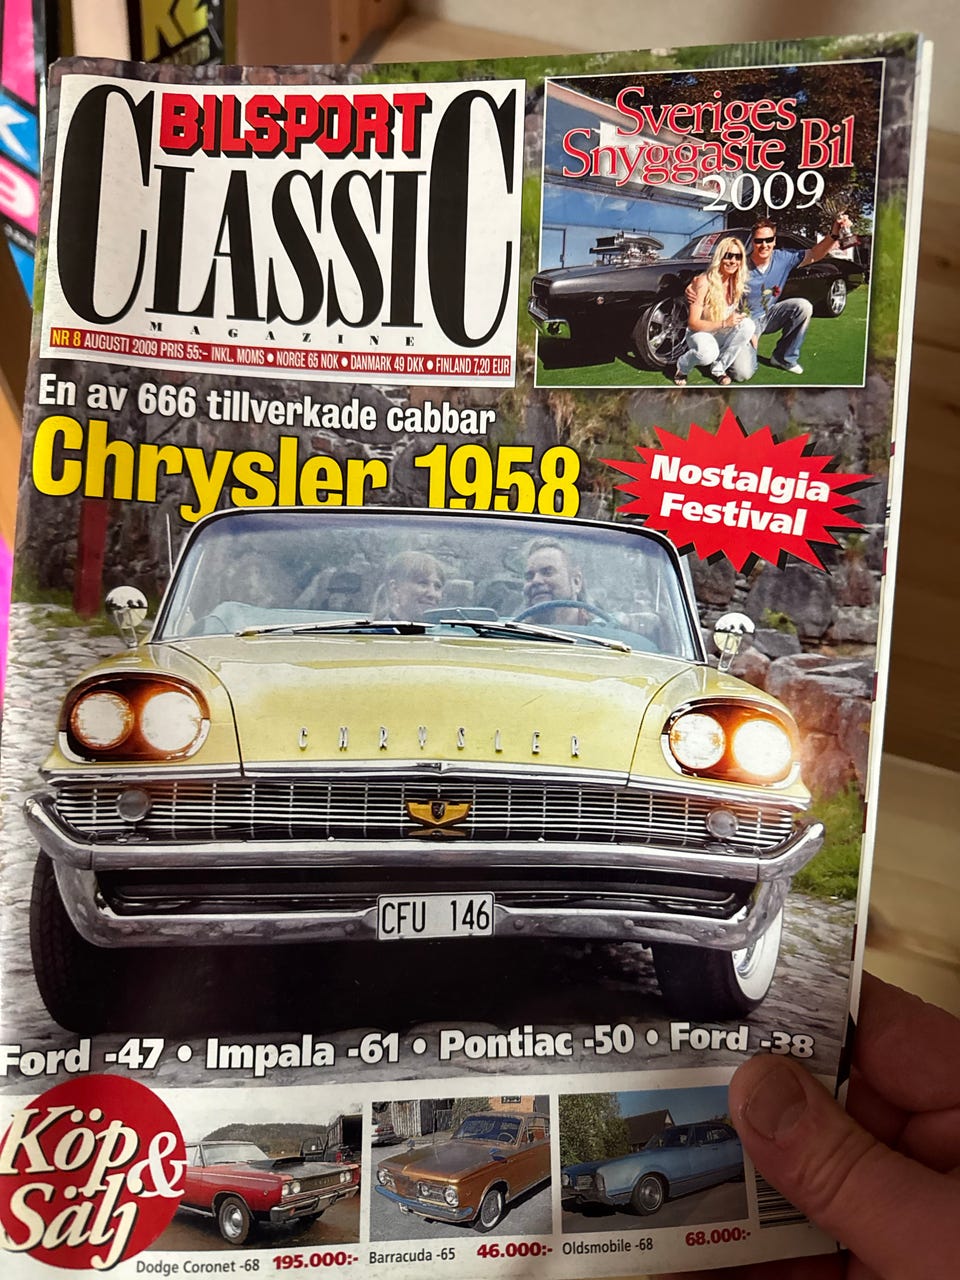 BILSPORT
CLASSIC
MAGAZINE
NR 8 AUGUSTI 2009 PRIS 55:- INKL. MOMS • NORGE 65 NOK • DANMARK 49 DKK • FINLAND 7,20 EUR
Sveriges
Snyggaste Bil
2009
En av 666 tillverkade cabbar
Chrysler 1958
Nostalgia
Festival
CHRYSLER
CFU 146
Ford -47 • Impala -61 • Pontiac -50 • Ford -38
Köp
&
Sälj
Dodge Coronet -68 195.000:-
Barracuda -65 46.000:-
Oldsmobile -68 68.000:-